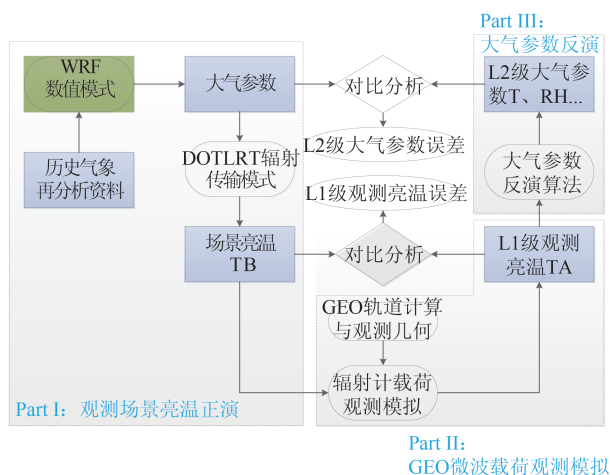 Part III：
大气参数反演
WRF
数值模式
大气参数
对比分析
L2级大气参
数T、RH...
L2级大气参数误差
历史气象
再分析资料
DOTLRT辐射
传输模式
大气参数
反演算法
L1级观测亮温误差
场景亮温
TB
对比分析
L1级观测
亮温TA
GEO轨道计算
与观测几何
辐射计载荷
观测模拟
Part I：观测场景亮温正演
Part II：
GEO微波载荷观测模拟